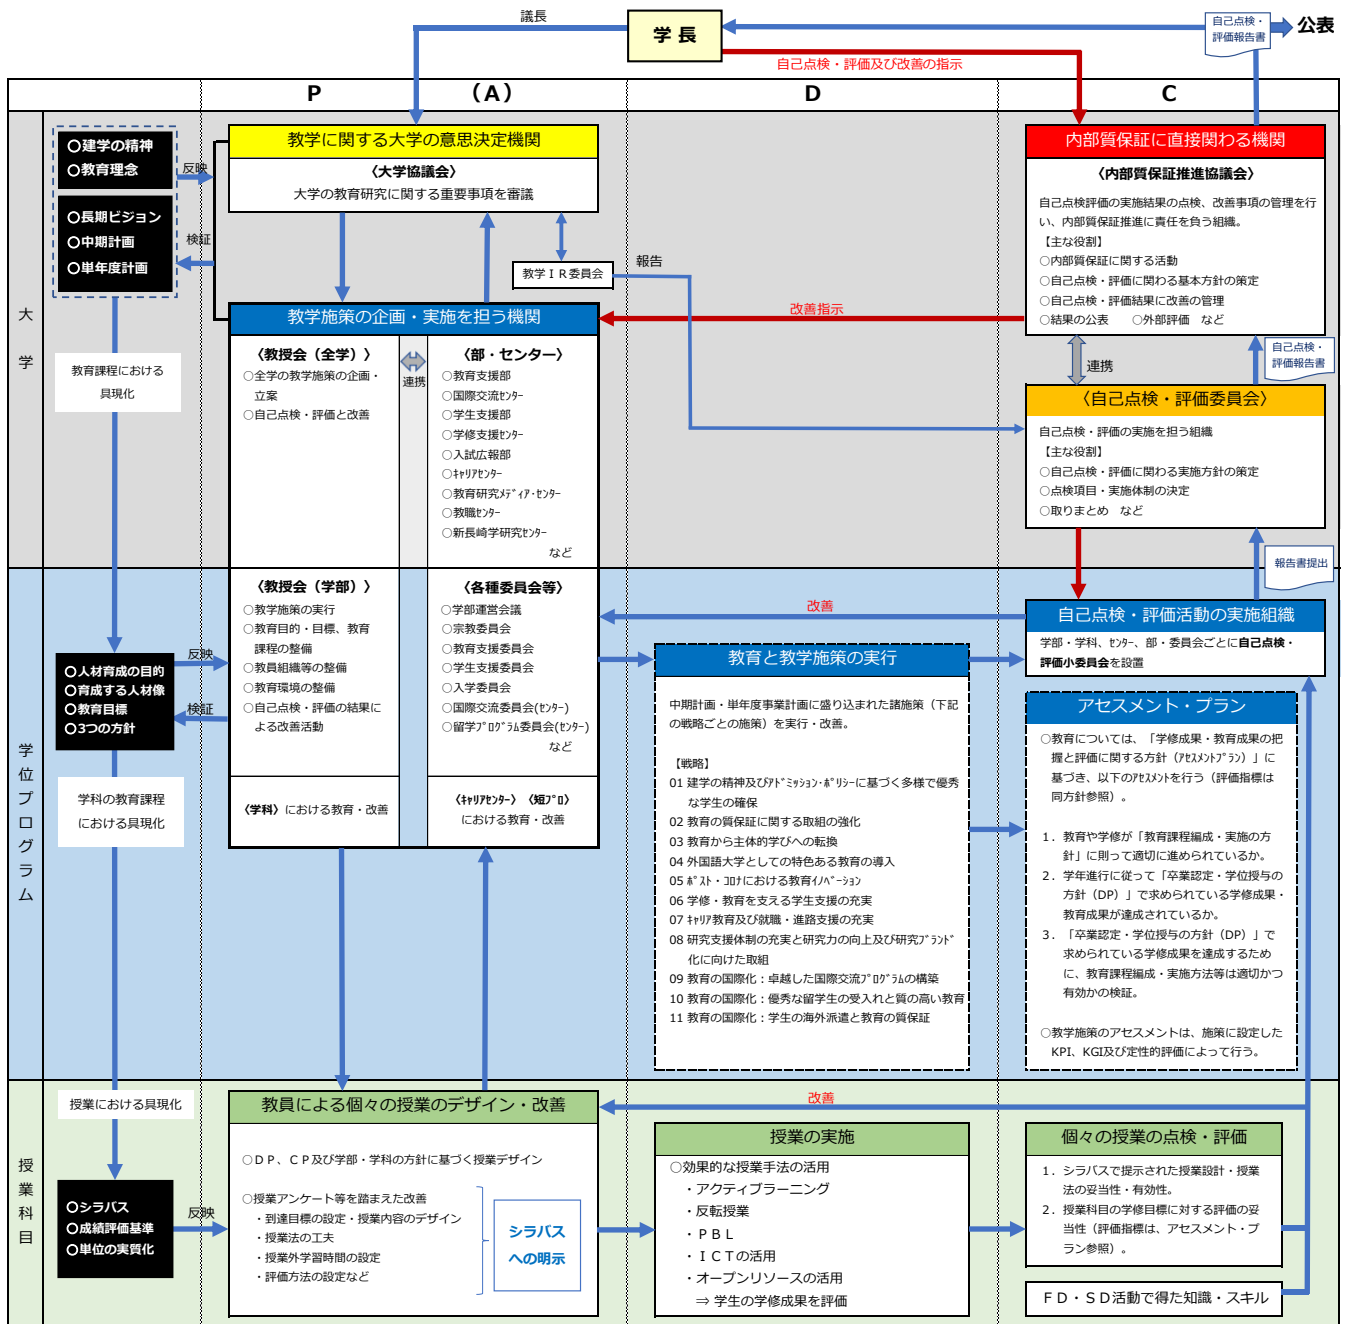 議長
学 長
自己点検・
評価報告書
公表
自己点検・評価及び改善の指示
P
（A）
D
C
大
学
○建学の精神
○教育理念
○長期ビジョン
○中期計画
○単年度計画
反映
検証
教学に関する大学の意思決定機関
〈大学協議会〉
大学の教育研究に関する重要事項を審議
教学ＩＲ委員会
報告
内部質保証に直接関わる機関
〈内部質保証推進協議会〉
自己点検評価の実施結果の点検、改善事項の管理を行
い、内部質保証推進に責任を負う組織。
【主な役割】
○内部質保証に関する活動
○自己点検・評価に関わる基本方針の策定
○自己点検・評価結果に改善の管理
○結果の公表　○外部評価　など
改善指示
教学施策の企画・実施を担う機関
〈教授会（全学）〉
○全学の教学施策の企画・
立案
○自己点検・評価と改善
連携
〈部・センター〉
○教育支援部
○国際交流ｾﾝﾀｰ
○学生支援部
○学修支援ｾﾝﾀｰ
○入試広報部
○ｷｬﾘｱｾﾝﾀｰ
○教育研究ﾒﾃﾞｨｱ･ｾﾝﾀｰ
○教職ｾﾝﾀｰ
○新長崎学研究ｾﾝﾀｰ
など
連携
自己点検・
評価報告書
〈自己点検・評価委員会〉
自己点検・評価の実施を担う組織
【主な役割】
○自己点検・評価に関わる実施方針の策定
○点検項目・実施体制の決定
○取りまとめ　など
報告書提出
教育課程における
具現化
学
位
プ
ロ
グ
ラ
ム
○人材育成の目的
○育成する人材像
○教育目標
○3つの方針
反映
検証
〈教授会（学部）〉
○教学施策の実行
○教育目的・目標、教育
課程の整備
○教員組織等の整備
○教育環境の整備
○自己点検・評価の結果に
よる改善活動
〈各種委員会等〉
○学部運営会議
○宗教委員会
○教育支援委員会
○学生支援委員会
○入学委員会
○国際交流委員会(ｾﾝﾀｰ)
○留学ﾌﾟﾛｸﾞﾗﾑ委員会(ｾﾝﾀｰ)
など
〈学科〉における教育・改善
〈ｷｬﾘｱｾﾝﾀｰ〉〈短ﾌﾟﾛ〉
における教育・改善
改善
教育と教学施策の実行
中期計画・単年度事業計画に盛り込まれた諸施策（下記
の戦略ごとの施策）を実行・改善。
【戦略】
01 建学の精神及びｱﾄﾞﾐｯｼｮﾝ･ﾎﾟﾘｼｰに基づく多様で優秀
な学生の確保
02 教育の質保証に関する取組の強化
03 教育から主体的学びへの転換
04 外国語大学としての特色ある教育の導入
05 ﾎﾟｽﾄ・ｺﾛﾅにおける教育ｲﾉﾍﾞｰｼｮﾝ
06 学修・教育を支える学生支援の充実
07 ｷｬﾘｱ教育及び就職・進路支援の充実
08 研究支援体制の充実と研究力の向上及び研究ﾌﾞﾗﾝﾄﾞ
化に向けた取組
09 教育の国際化：卓越した国際交流ﾌﾟﾛｸﾞﾗﾑの構築
10 教育の国際化：優秀な留学生の受入れと質の高い教育
11 教育の国際化：学生の海外派遣と教育の質保証
自己点検・評価活動の実施組織
学部・学科、ｾﾝﾀｰ、部・委員会ごとに自己点検・
評価小委員会を設置
アセスメント・プラン
○教育については、「学修成果・教育成果の把
握と評価に関する方針（ｱｾｽﾒﾝﾄﾌﾟﾗﾝ）」に
基づき、以下のｱｾｽﾒﾝﾄを行う（評価指標は
同方針参照）。
1．教育や学修が「教育課程編成・実施の方
針」に則って適切に進められているか。
2．学年進行に従って「卒業認定・学位授与の
方針（DP）」で求められている学修成果・
教育成果が達成されているか。
3．「卒業認定・学位授与の方針（DP）」で
求められている学修成果を達成するため
に、教育課程編成・実施方法等は適切かつ
有効かの検証。
○教学施策のアセスメントは、施策に設定した
KPI、KGI及び定性的評価によって行う。
学科の教育課程
における具現化
授業における具現化
授
業
科
目
○シラバス
○成績評価基準
○単位の実質化
反映
教員による個々の授業のデザイン・改善
○ＤＰ、ＣＰ及び学部・学科の方針に基づく授業デザイン
○授業アンケート等を踏まえた改善
・到達目標の設定・授業内容のデザイン
・授業法の工夫
・授業外学習時間の設定
・評価方法の設定など
シラバス
への明示
改善
授業の実施
○効果的な授業手法の活用
・アクティブラーニング
・反転授業
・ＰＢＬ
・ＩＣＴの活用
・オープンリソースの活用
⇒ 学生の学修成果を評価
個々の授業の点検・評価
1．シラバスで提示された授業設計・授業
法の妥当性・有効性。
2．授業科目の学修目標に対する評価の妥
当性（評価指標は、アセスメント・プ
ラン参照）。
ＦＤ・ＳＤ活動で得た知識・スキル